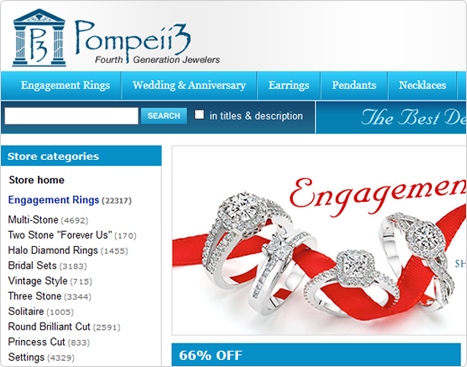 P3
Pompeii3
Fourth Generation Jewelers
Engagement Rings
Wedding & Anniversary
Earrings
Pendants
Necklaces
SEARCH
in titles & description
The Best De
Store categories
Store home
Engagement Rings (22317)
Multi-Stone (4692)
Two Stone "Forever Us" (170)
Halo Diamond Rings (1455)
Bridal Sets (3183)
Vintage Style (715)
Three Stone (3344)
Solitaire (1005)
Round Brilliant Cut (2591)
Princess Cut (833)
Settings (4329)
Engagemen
SH
66% OFF